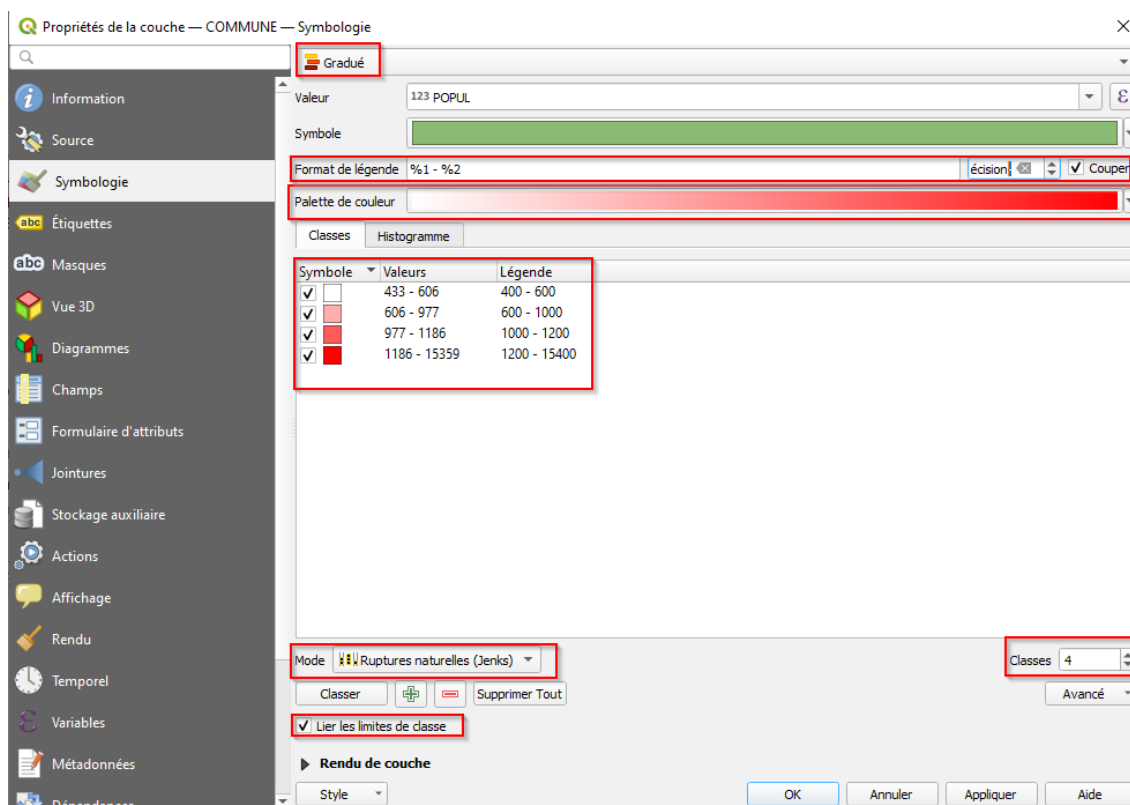 Propriétés de la couche — COMMUNE — Symbologie
Gradué
Information
Source
Symbologie
abc Étiquettes
abc Masques
Vue 3D
Diagrammes
Champs
Formulaire d'attributs
Jointures
Stockage auxiliaire
Actions
Affichage
Rendu
Temporel
Variables
Métadonnées
Dépendances
Valeur 123 POPUL ε
Symbole
Format de légende %1 - %2 écision Couper
Palette de couleur
Classes Histogramme
Symbole Valeurs Légende
433 - 606 400 - 600
606 - 977 600 - 1000
977 - 1186 1000 - 1200
1186 - 15359 1200 - 15400
Mode Ruptures naturelles (Jenks) Classes 4
Classer Supprimer Tout Avancé
Lier les limites de classe
Rendu de couche
Style OK Annuler Appliquer Aide